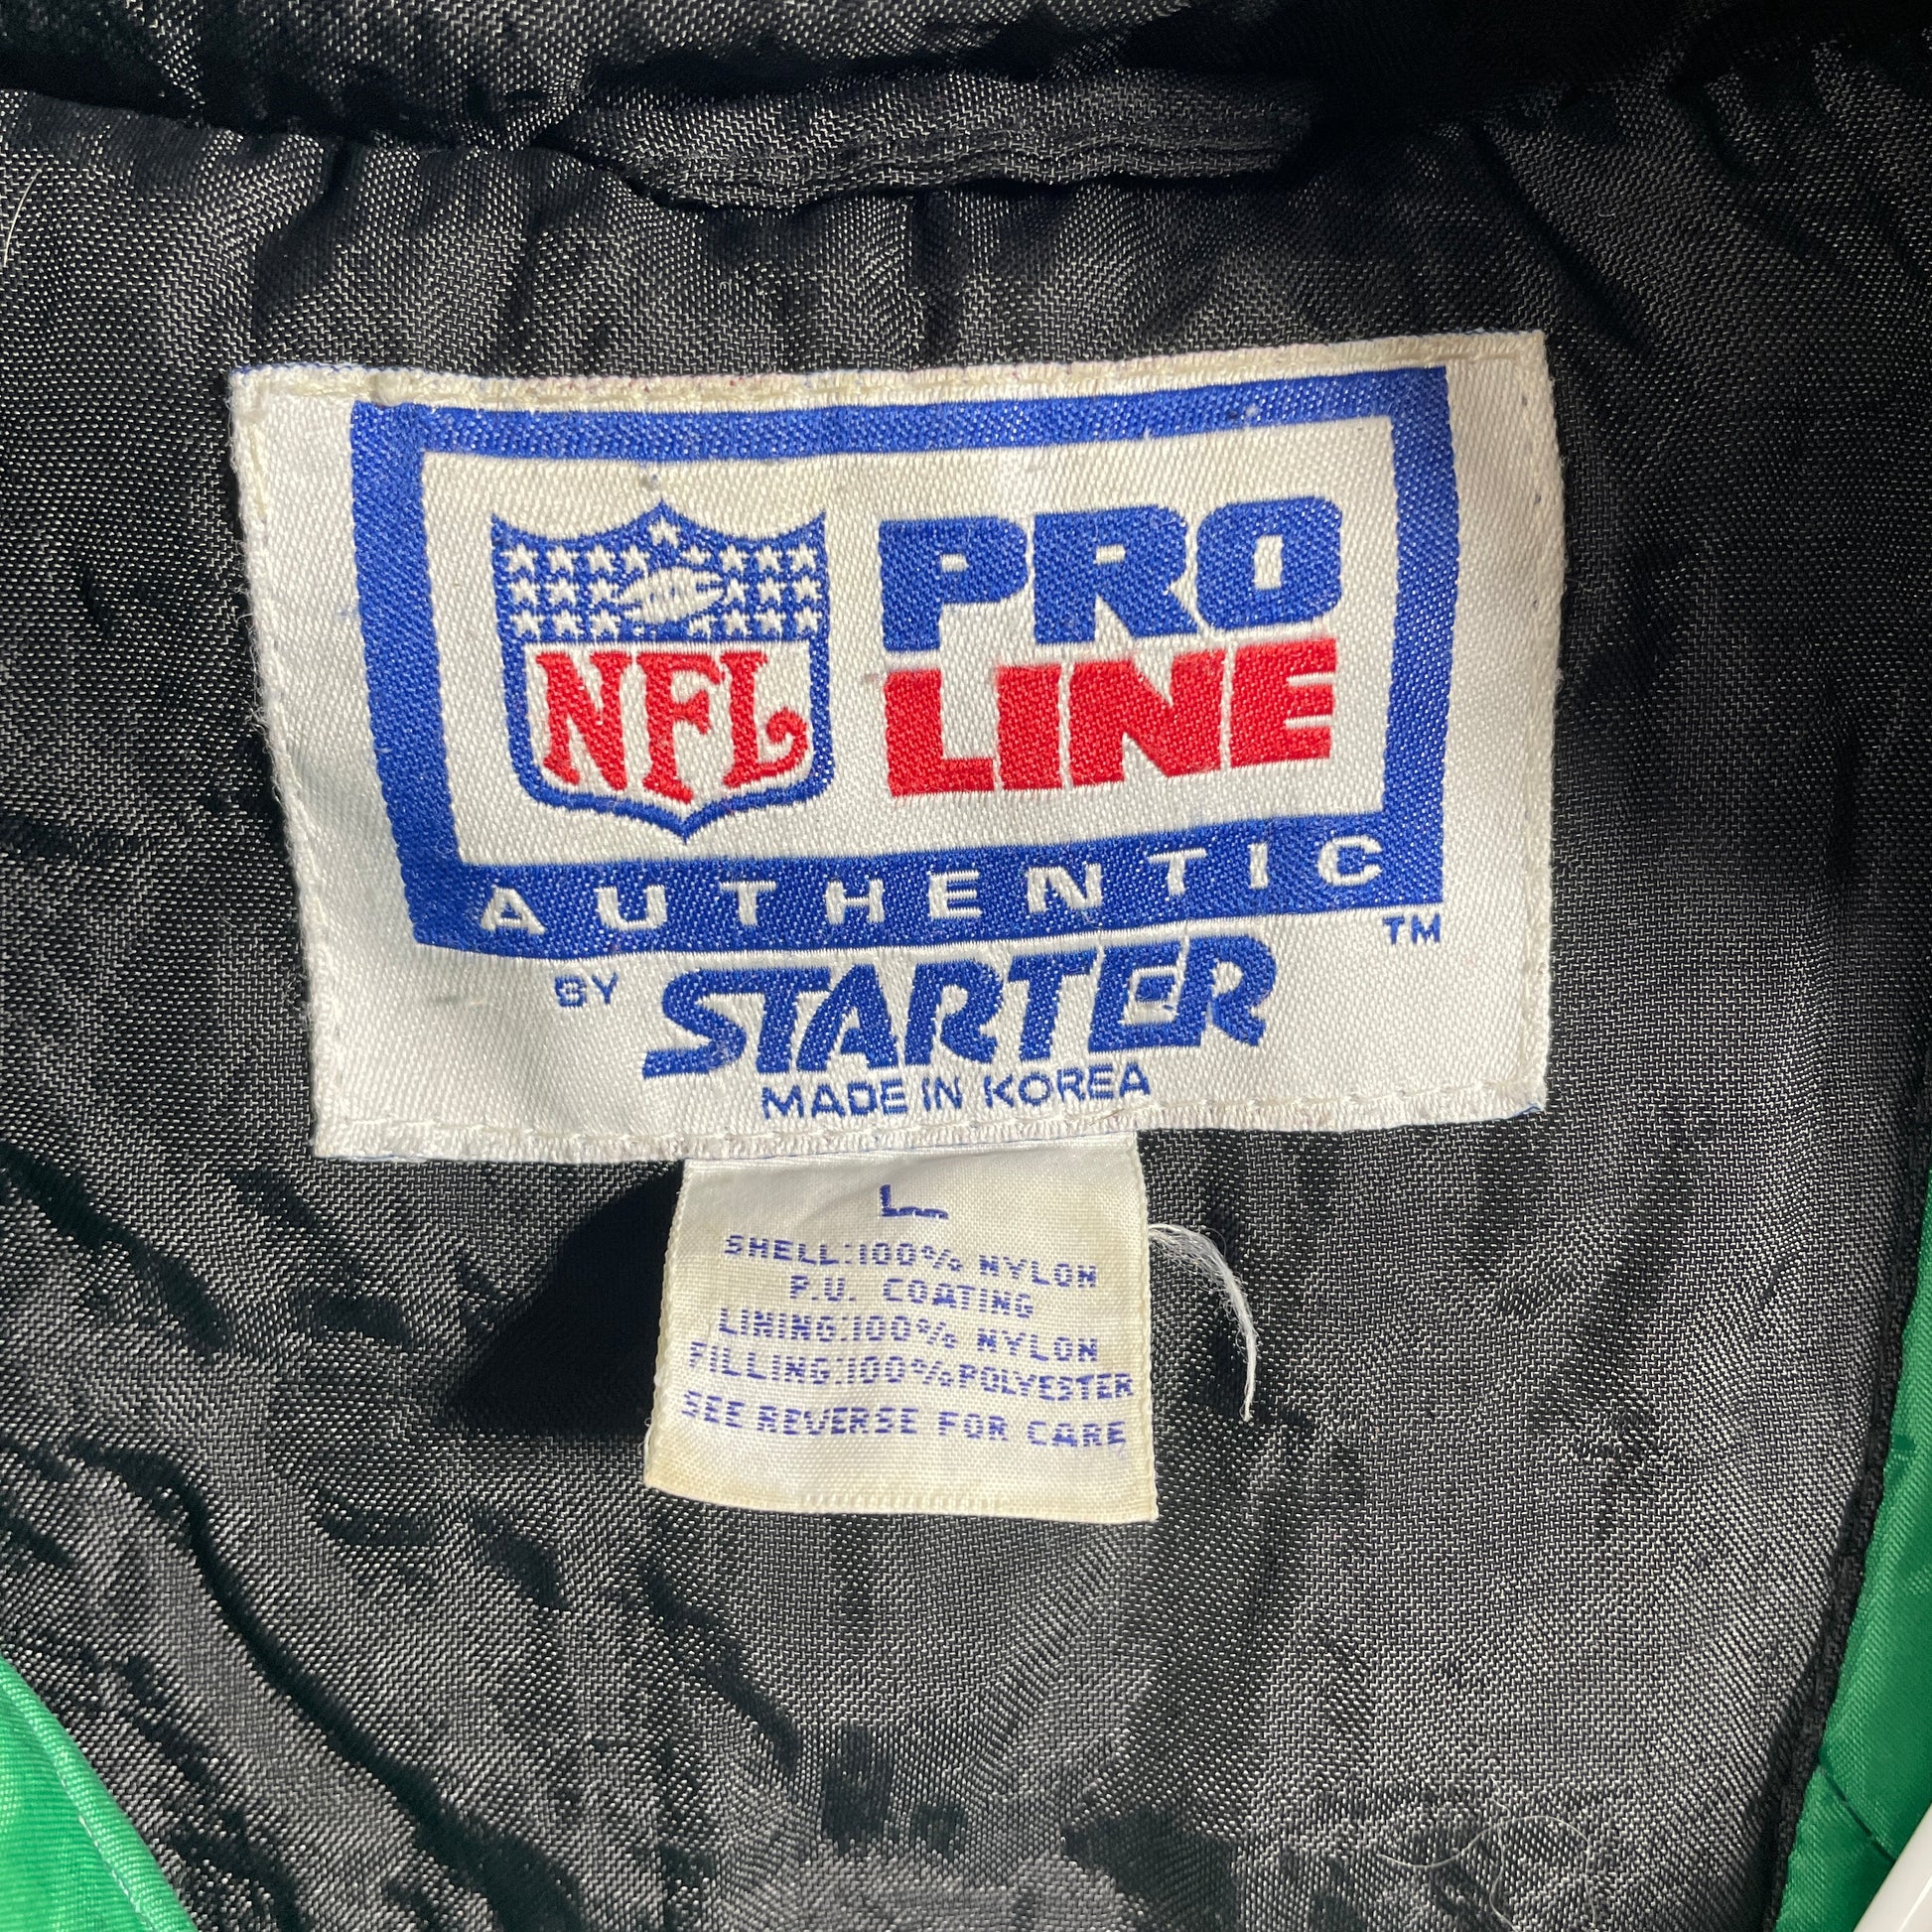 NFL
PRO
LINE
AUTHENTIC
TM
BY STARTER
MADE IN KOREA
L
SHELL:100% NYLON
P.U. COATING
LINING:100% NYLON
FILLING:100% POLYESTER
SEE REVERSE FOR CARE